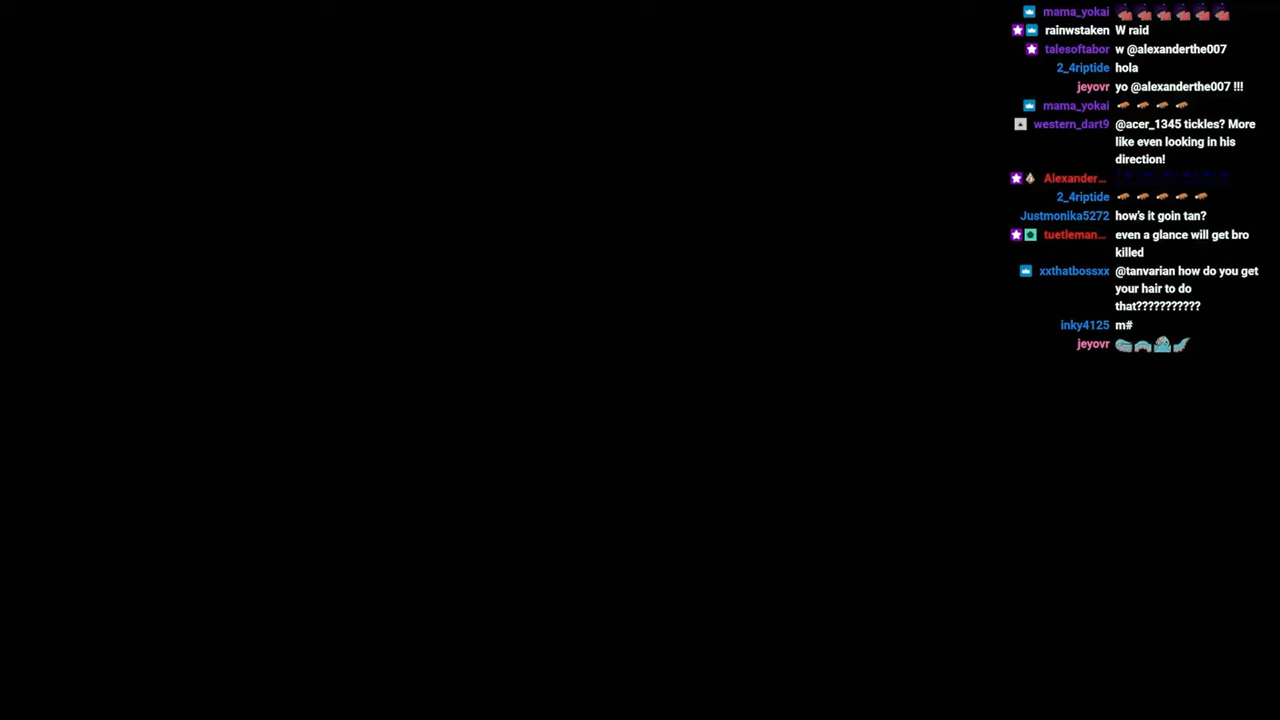 mama_yokai
rainwstaken W raid
talesoftabor w @alexanderthe007
2_4riptide hola
jeyovr yo @alexanderthe007 !!!
mama_yokai
western_dart9 @acer_1345 tickles? More
like even looking in his
direction!
Alexander...
2_4riptide
Justmonika5272 how's it goin tan?
tuetleman... even a glance will get bro
killed
xxthatbossxx @tanvarian how do you get
your hair to do
that???????????
inky4125 m#
jeyovr